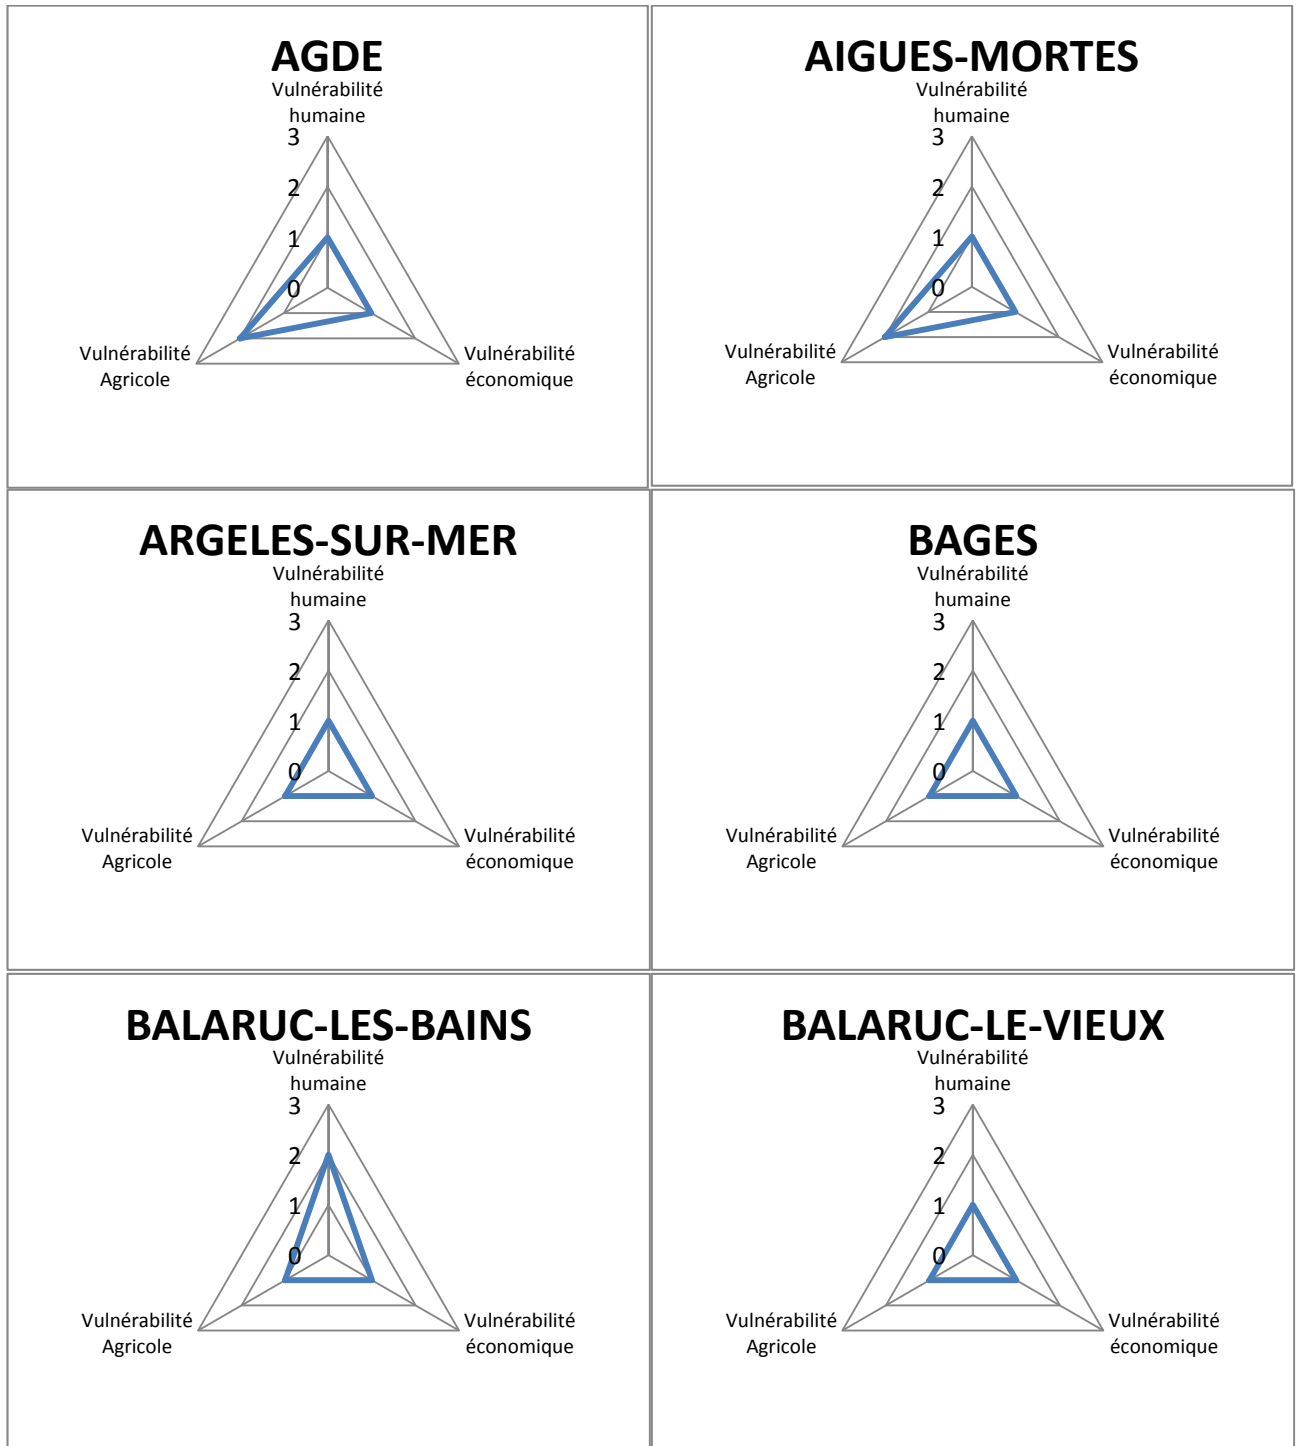 AGDE
Vulnérabilité
humaine
3
2
1
0
Vulnérabilité
Agricole
Vulnérabilité
économique
AIGUES-MORTES
Vulnérabilité
humaine
3
2
1
0
Vulnérabilité
Agricole
Vulnérabilité
économique
ARGELES-SUR-MER
Vulnérabilité
humaine
3
2
1
0
Vulnérabilité
Agricole
Vulnérabilité
économique
BAGES
Vulnérabilité
humaine
3
2
1
0
Vulnérabilité
Agricole
Vulnérabilité
économique
BALARUC-LES-BAINS
Vulnérabilité
humaine
3
2
1
0
Vulnérabilité
Agricole
Vulnérabilité
économique
BALARUC-LE-VIEUX
Vulnérabilité
humaine
3
2
1
0
Vulnérabilité
Agricole
Vulnérabilité
économique